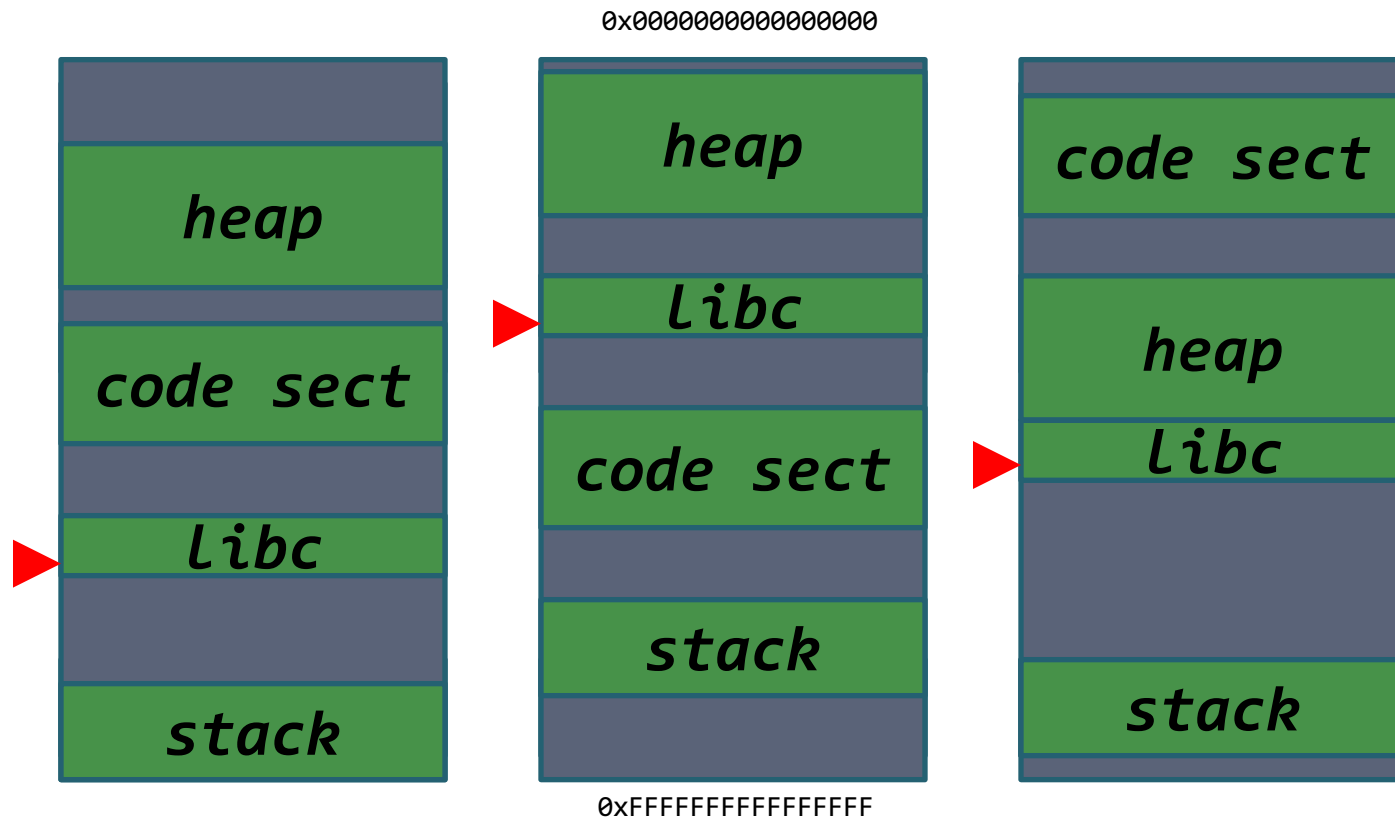 0x0000000000000000
heap
code sect
libc
stack
heap
libc
code sect
stack
code sect
heap
libc
stack
0xFFFFFFFFFFFFFFFF